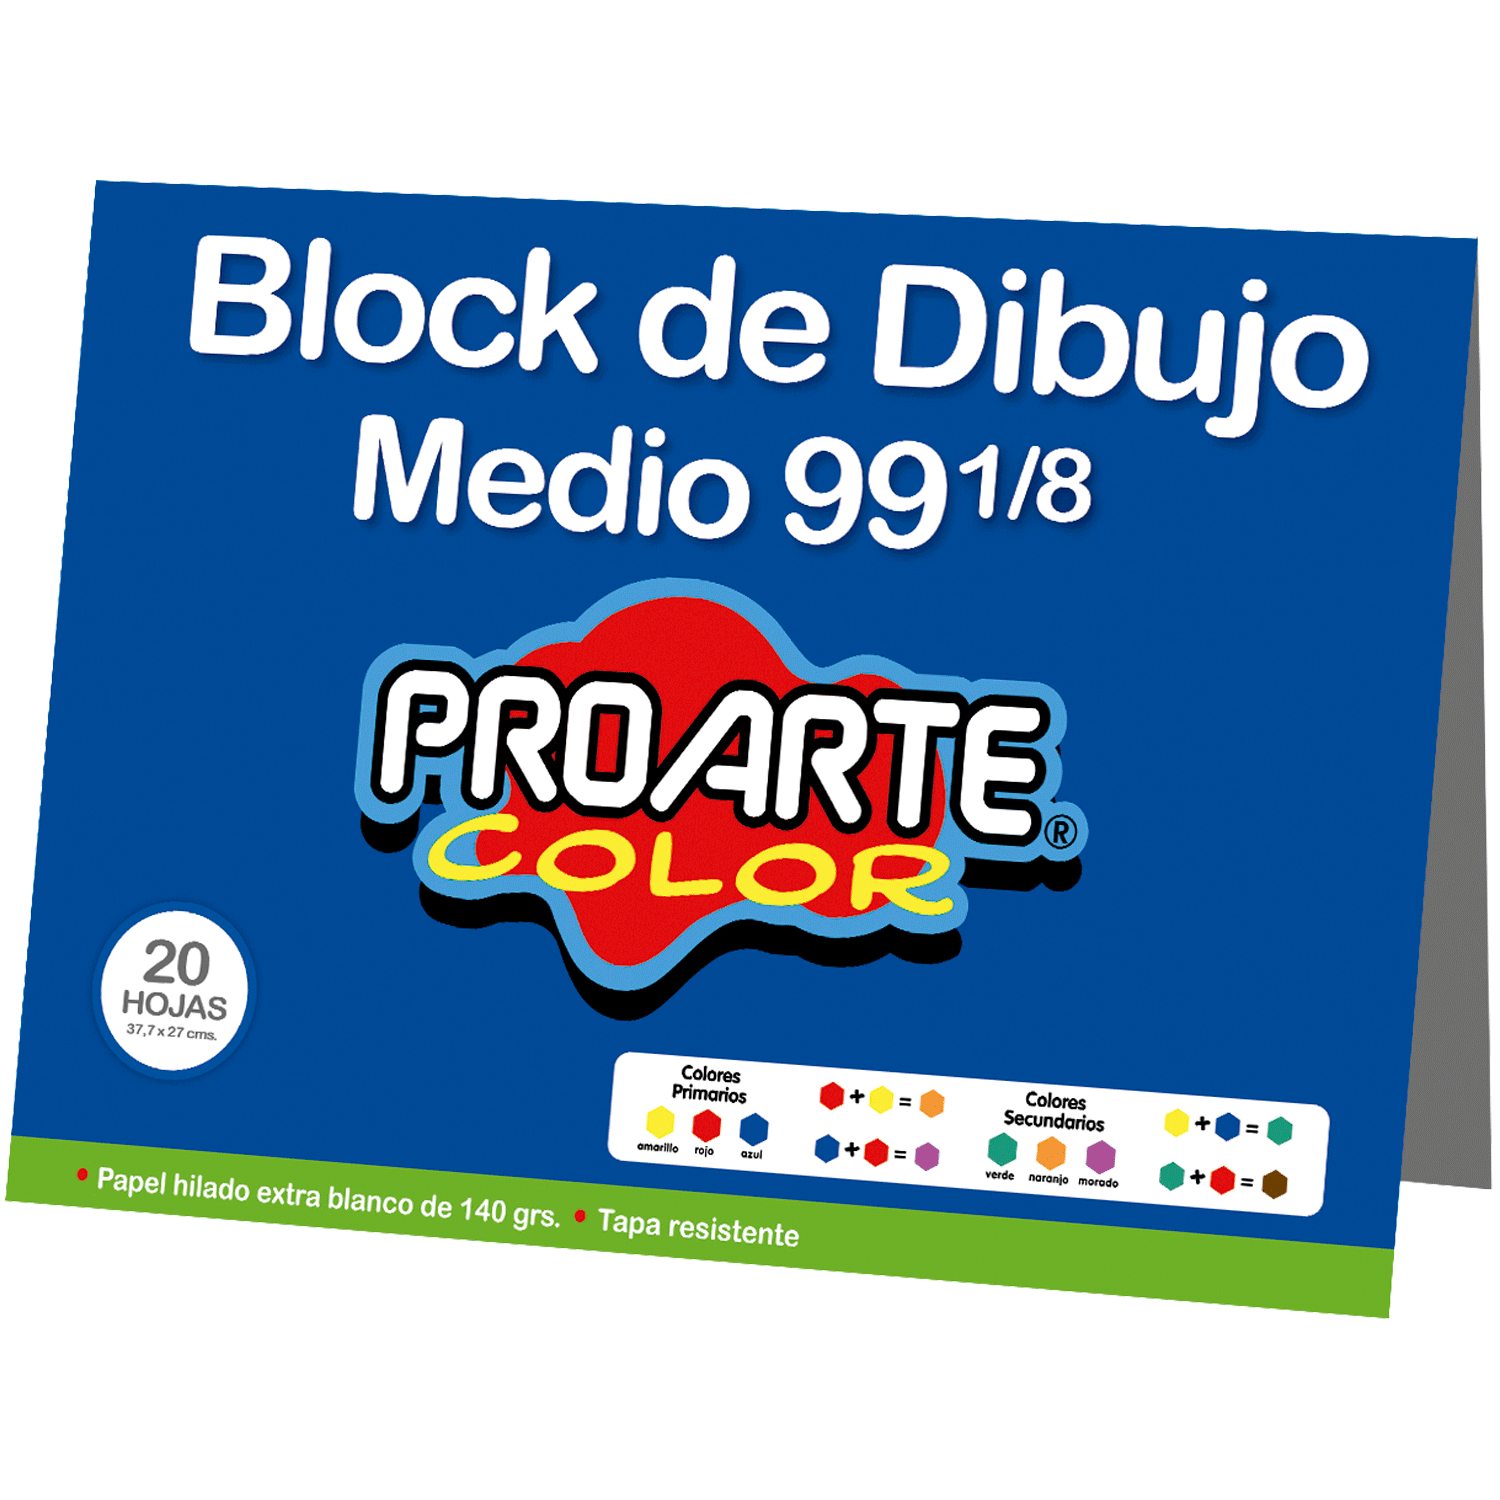 Block de Dibujo
Medio 99 1/8
PROARTE
®
COLOR
20
HOJAS
37,7 x 27 cms.
Colores
Primarios
amarillo rojo azul
+ =
+ =
Colores
Secundarios
verde naranjo morado
+ =
+ =
• Papel hilado extra blanco de 140 grs. • Tapa resistente